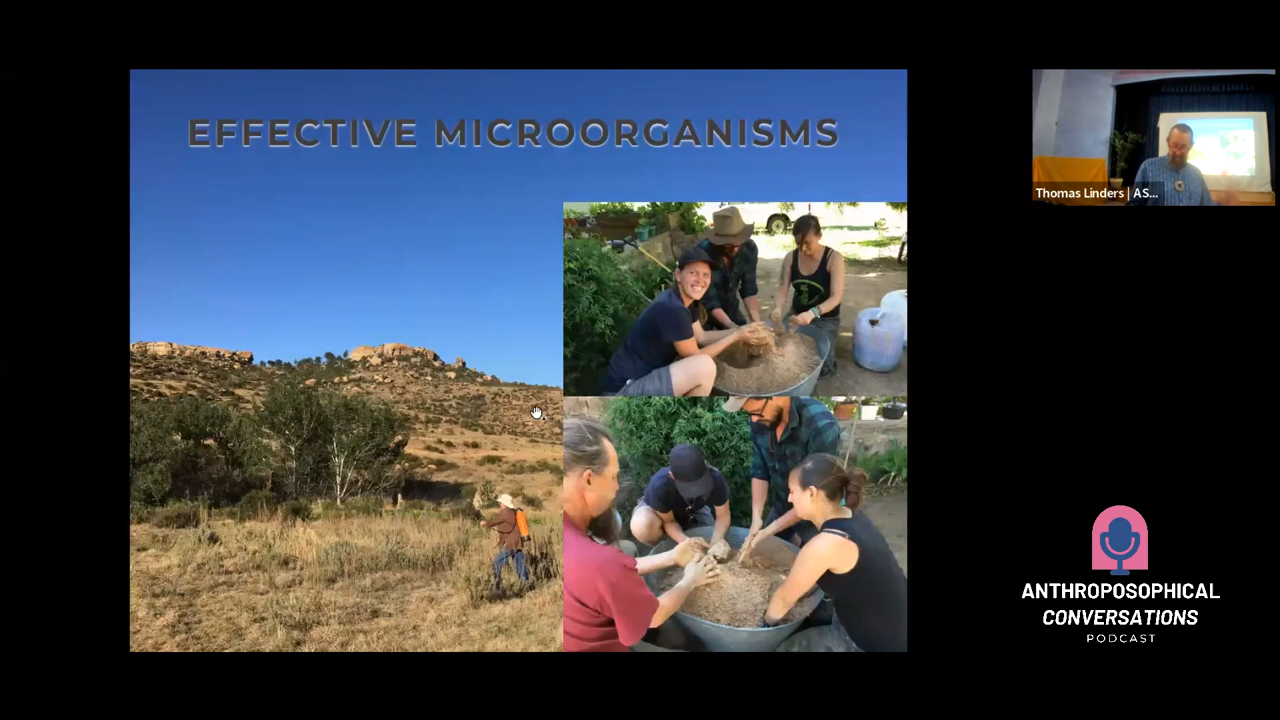 EFFECTIVE MICROORGANISMS
Thomas Linders | AS...
ANTHROPOSOPHICAL
CONVERSATIONS
PODCAST